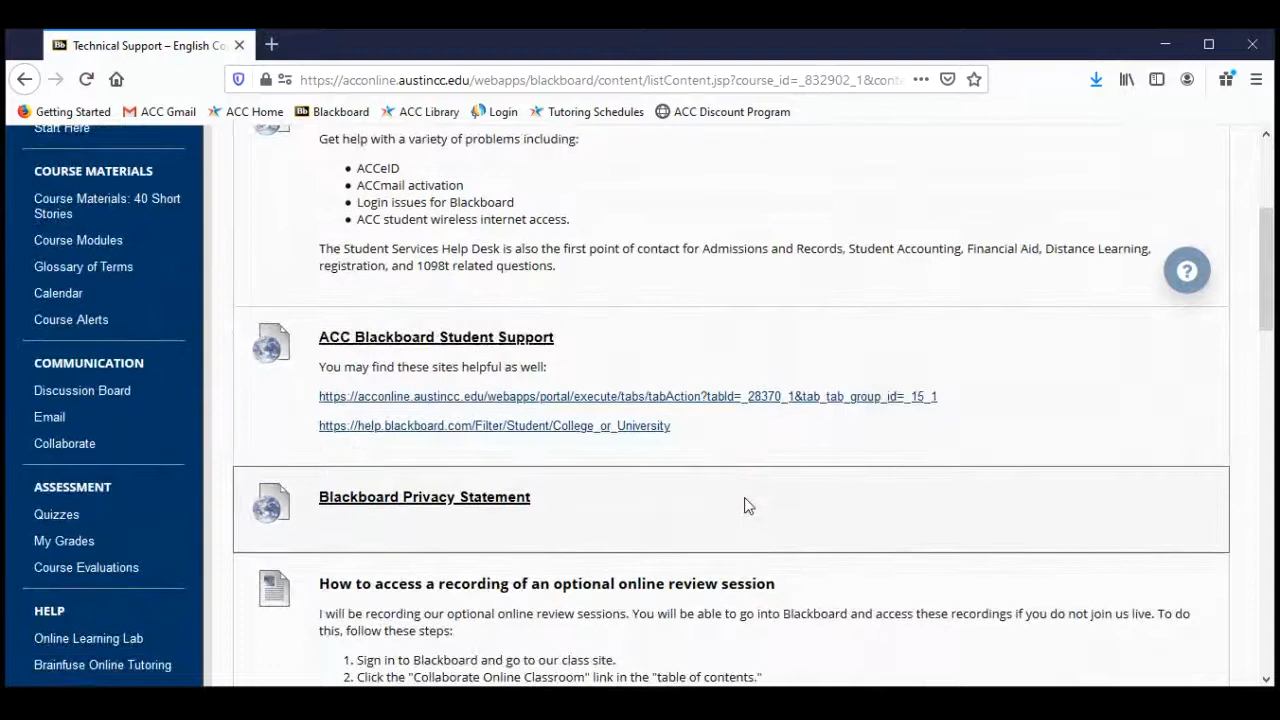 Technical Support – English Co
https://acconline.austincc.edu/webapps/blackboard/content/listContent.jsp?course_id=_832902_1&cont
Getting Started
ACC Gmail
ACC Home
Bb Blackboard
ACC Library
Login
Tutoring Schedules
ACC Discount Program
Start Here
COURSE MATERIALS
Course Materials: 40 Short
Stories
Course Modules
Glossary of Terms
Calendar
Course Alerts
COMMUNICATION
Discussion Board
Email
Collaborate
ASSESSMENT
Quizzes
My Grades
Course Evaluations
HELP
Online Learning Lab
Brainfuse Online Tutoring
Get help with a variety of problems including:
• ACCeID
• ACCmail activation
• Login issues for Blackboard
• ACC student wireless internet access.
The Student Services Help Desk is also the first point of contact for Admissions and Records, Student Accounting, Financial Aid, Distance Learning,
registration, and 1098t related questions.
ACC Blackboard Student Support
You may find these sites helpful as well:
https://acconline.austincc.edu/webapps/portal/execute/tabs/tabAction?tabId=_28370_1&tab_tab_group_id=_15_1
https://help.blackboard.com/Filter/Student/College_or_University
Blackboard Privacy Statement
How to access a recording of an optional online review session
I will be recording our optional online review sessions. You will be able to go into Blackboard and access these recordings if you do not join us live. To do
this, follow these steps:
1. Sign in to Blackboard and go to our class site.
2. Click the "Collaborate Online Classroom" link in the "table of contents."